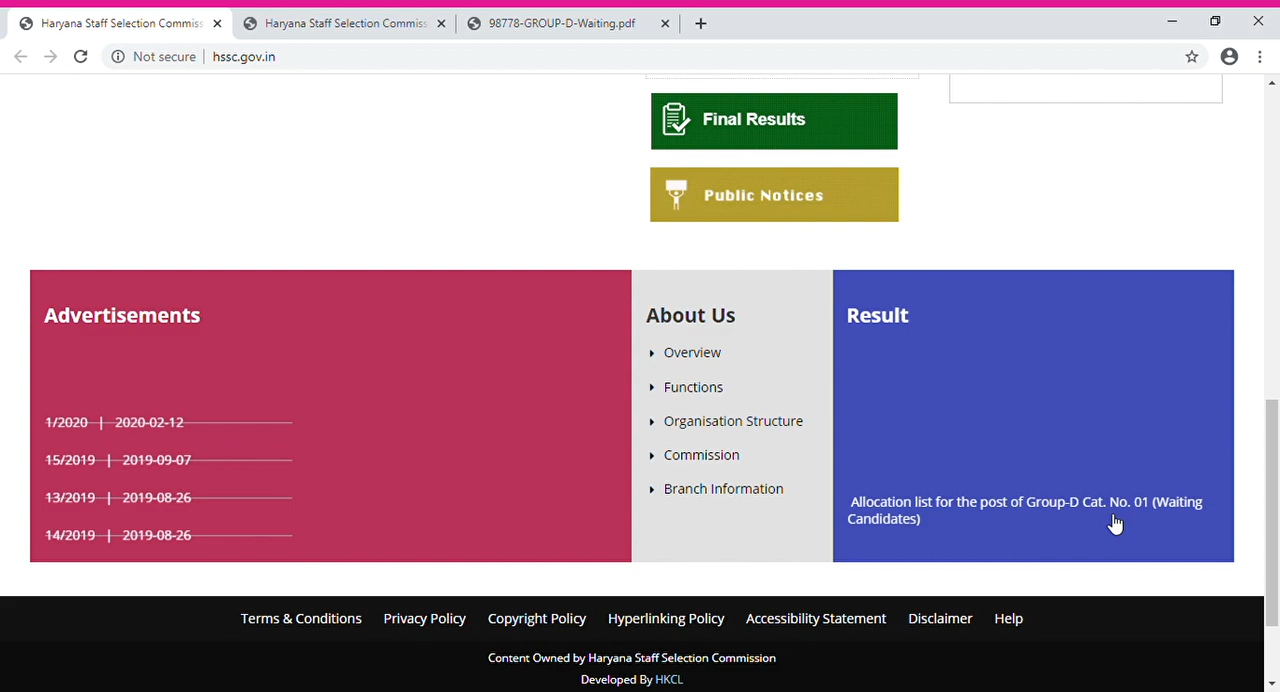 Haryana Staff Selection Commiss
Haryana Staff Selection Commiss
98778-GROUP-D-Waiting.pdf
Not secure
hssc.gov.in
Final Results
Public Notices
Advertisements
1/2020 | 2020-02-12
15/2019 | 2019-09-07
13/2019 | 2019-08-26
14/2019 | 2019-08-26
About Us
Overview
Functions
Organisation Structure
Commission
Branch Information
Result
Allocation list for the post of Group-D Cat. No. 01 (Waiting
Candidates)
Terms & Conditions Privacy Policy Copyright Policy Hyperlinking Policy Accessibility Statement Disclaimer Help
Content Owned by Haryana Staff Selection Commission
Developed By HKCL